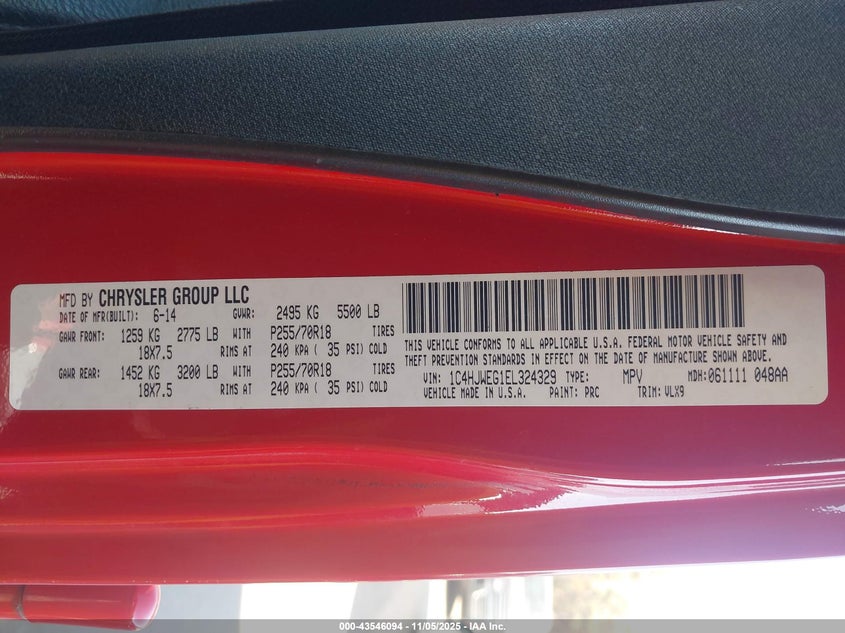 MFD BY CHRYSLER GROUP LLC
DATE OF MFR(BUILT): 6-14 GVWR: 2495 KG 5500 LB
GAWR FRONT: 1259 KG 2775 LB WITH P255/70R18 TIRES
18X7.5 RIMS AT 240 KPA ( 35 PSI) COLD
GAWR REAR: 1452 KG 3200 LB WITH P255/70R18 TIRES
18X7.5 RIMS AT 240 KPA ( 35 PSI) COLD
THIS VEHICLE CONFORMS TO ALL APPLICABLE U.S.A. FEDERAL MOTOR VEHICLE SAFETY AND
THEFT PREVENTION STANDARDS IN EFFECT ON THE DATE OF MANUFACTURE SHOWN ABOVE.
VIN: 1C4HJWEG1EL324329 TYPE: MPV MDH: 061111 048AA
VEHICLE MADE IN U.S.A. PAINT: PRC TRIM: VLX9
000-43546094 - 11/05/2025 - IAA Inc.